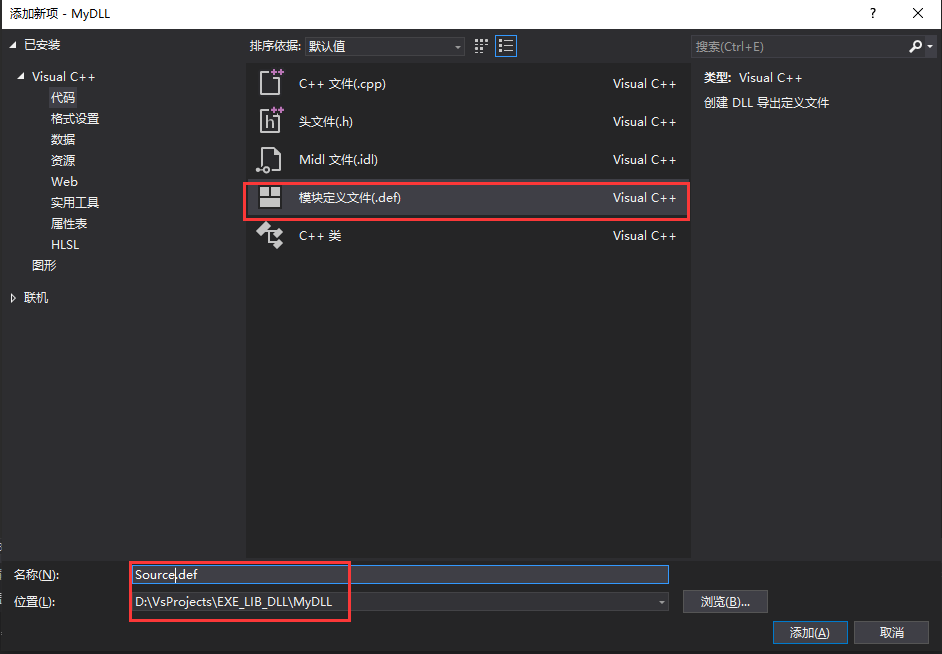 添加新项 - MyDLL
已安装
Visual C++
代码
格式设置
数据
资源
Web
实用工具
属性表
HLSL
图形
联机
排序依据: 默认值
C++ 文件(.cpp) Visual C++
头文件(.h) Visual C++
Midl 文件(.idl) Visual C++
模块定义文件(.def) Visual C++
C++ 类 Visual C++
搜索(Ctrl+E)
类型: Visual C++
创建 DLL 导出定义文件
名称(N): Source.def
位置(L): D:\VsProjects\EXE_LIB_DLL\MyDLL 浏览(B)...
添加(A) 取消